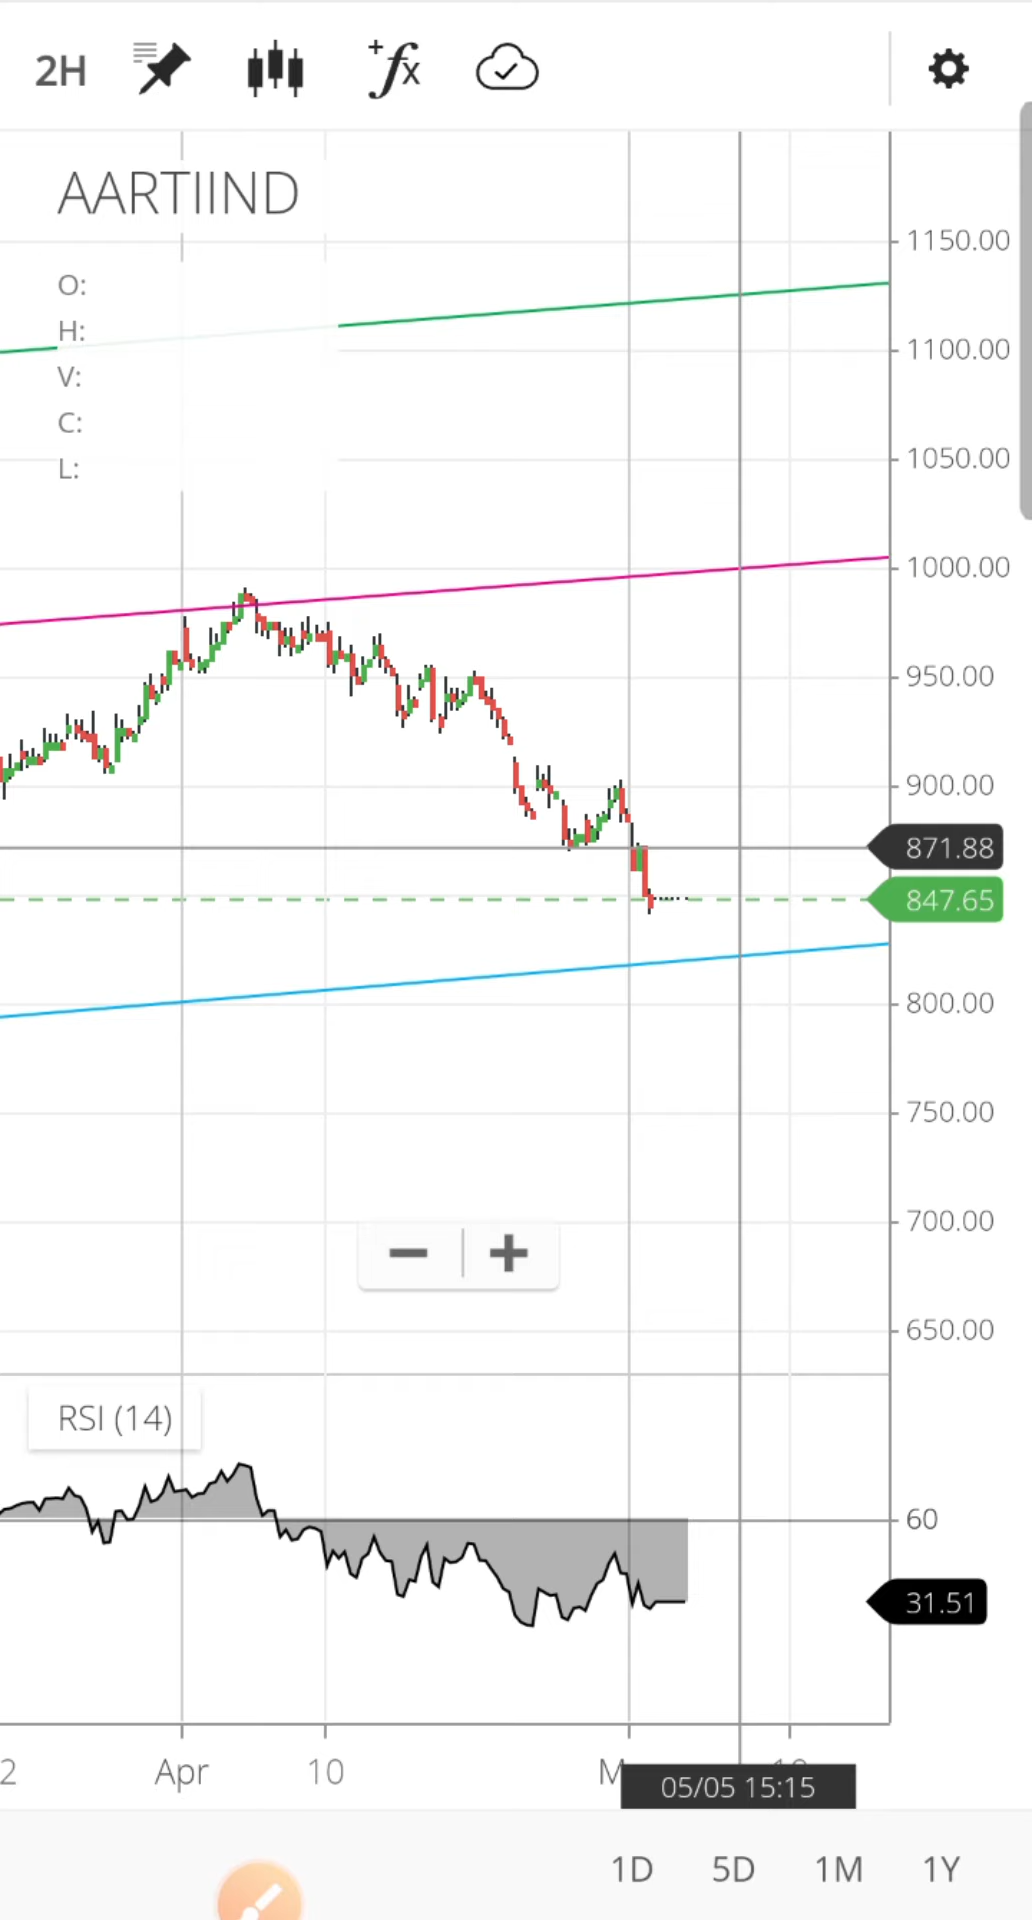 2H
AARTIIND
O:
H:
V:
C:
L:
1150.00
1100.00
1050.00
1000.00
950.00
900.00
871.88
847.65
800.00
750.00
700.00
650.00
RSI (14)
60
31.51
2 Apr 10
05/05 15:15
1D 5D 1M 1Y